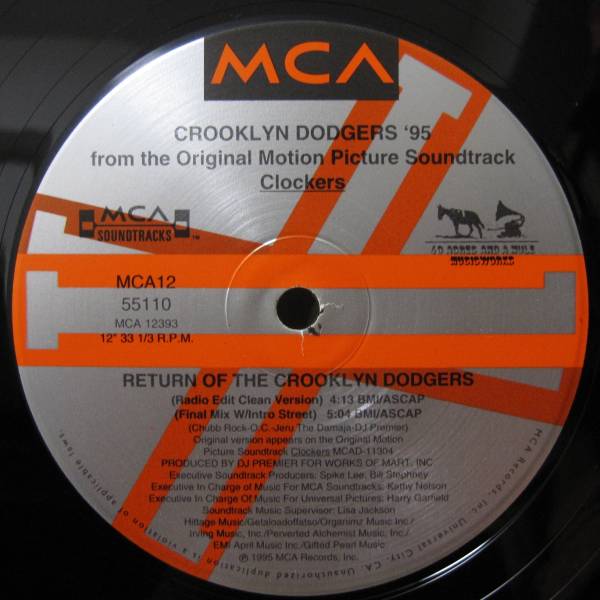 MCA
CROOKLYN DODGERS '95
from the Original Motion Picture Soundtrack
Clockers
MCA
SOUNDTRACKS TM
40 ACRES AND A MULE
MUSICWORKS
MCA12
55110
MCA 12393
12" 33 1/3 R.P.M.
RETURN OF THE CROOKLYN DODGERS
(Radio Edit Clean Version) 4:13 BMI/ASCAP
(Final Mix W/Intro Street) 5:04 BMI/ASCAP
(Chubb Rock-O.C.-Jeru The Damaja-DJ Premier)
Original version appears on the Original Motion
Picture Soundtrack Clockers MCAD-11304
PRODUCED BY DJ PREMIER FOR WORKS OF MART, INC
Executive Soundtrack Producers: Spike Lee, Bill Stephney
Executive In Charge of Music For MCA Soundtracks: Kathy Nelson
Executive In Charge Of Music For Universal Pictures: Harry Garfield
Soundtrack Music Supervisor: Lisa Jackson
Hittage Music/Getaloadoffatso/Organimz Music Inc/
Irving Music, Inc./Perverted Alchemist Music, Inc./
EMI April Music Inc./Gifted Pearl Music
℗ 1995 MCA Records, Inc.
MCA Records, Inc., Universal City, CA. Unauthorized duplication is a violation of applicable laws.